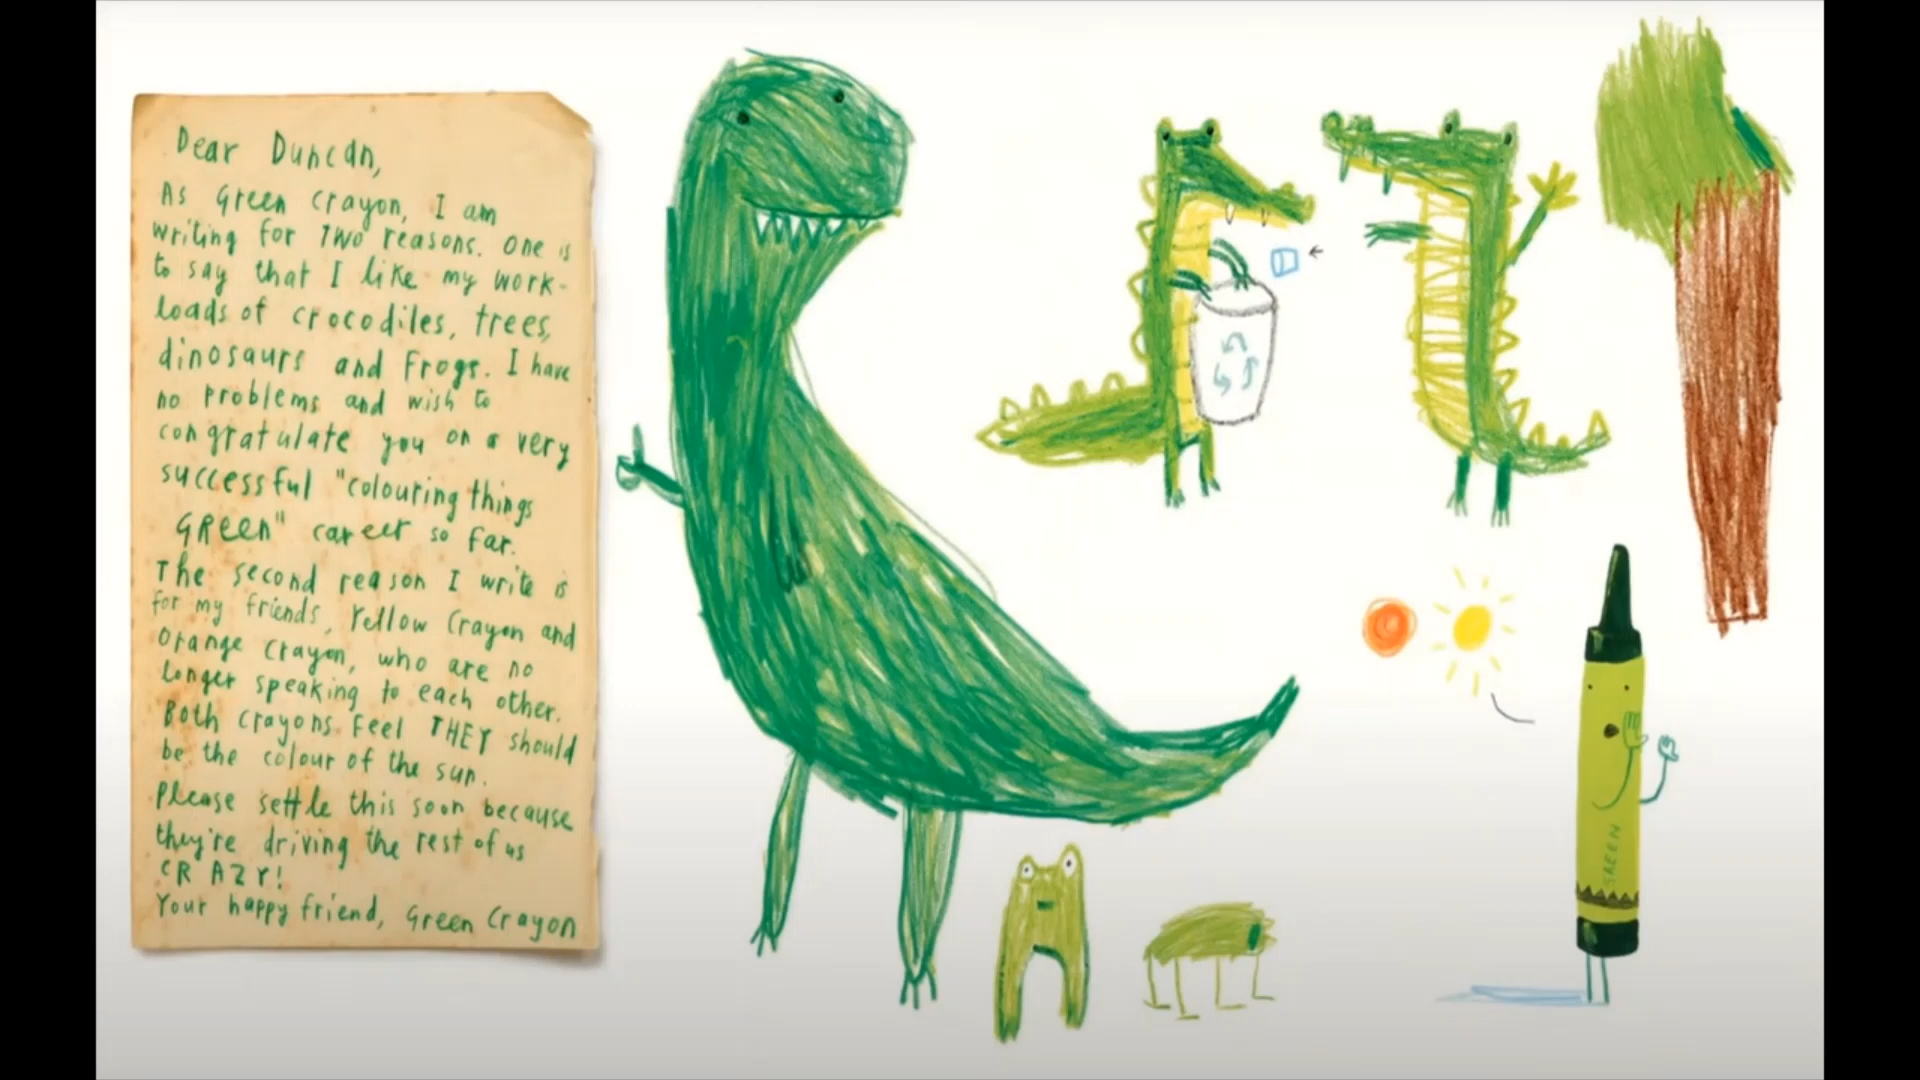 Dear Duncan,
As Green crayon, I am
writing for TWO reasons. One is
to say that I like my work-
loads of crocodiles, trees,
dinosaurs and frogs. I have
no problems and wish to
congratulate you on a very
successful "colouring things
GReen" career so far.
The second reason I write is
for my friends, Yellow Crayon and
Orange Crayon, who are no
longer speaking to each other.
Both crayons feel THEY should
be the colour of the sun.
Please settle this soon because
they're driving the rest of us
CRAZY!
Your happy friend, Green Crayon
GREEN